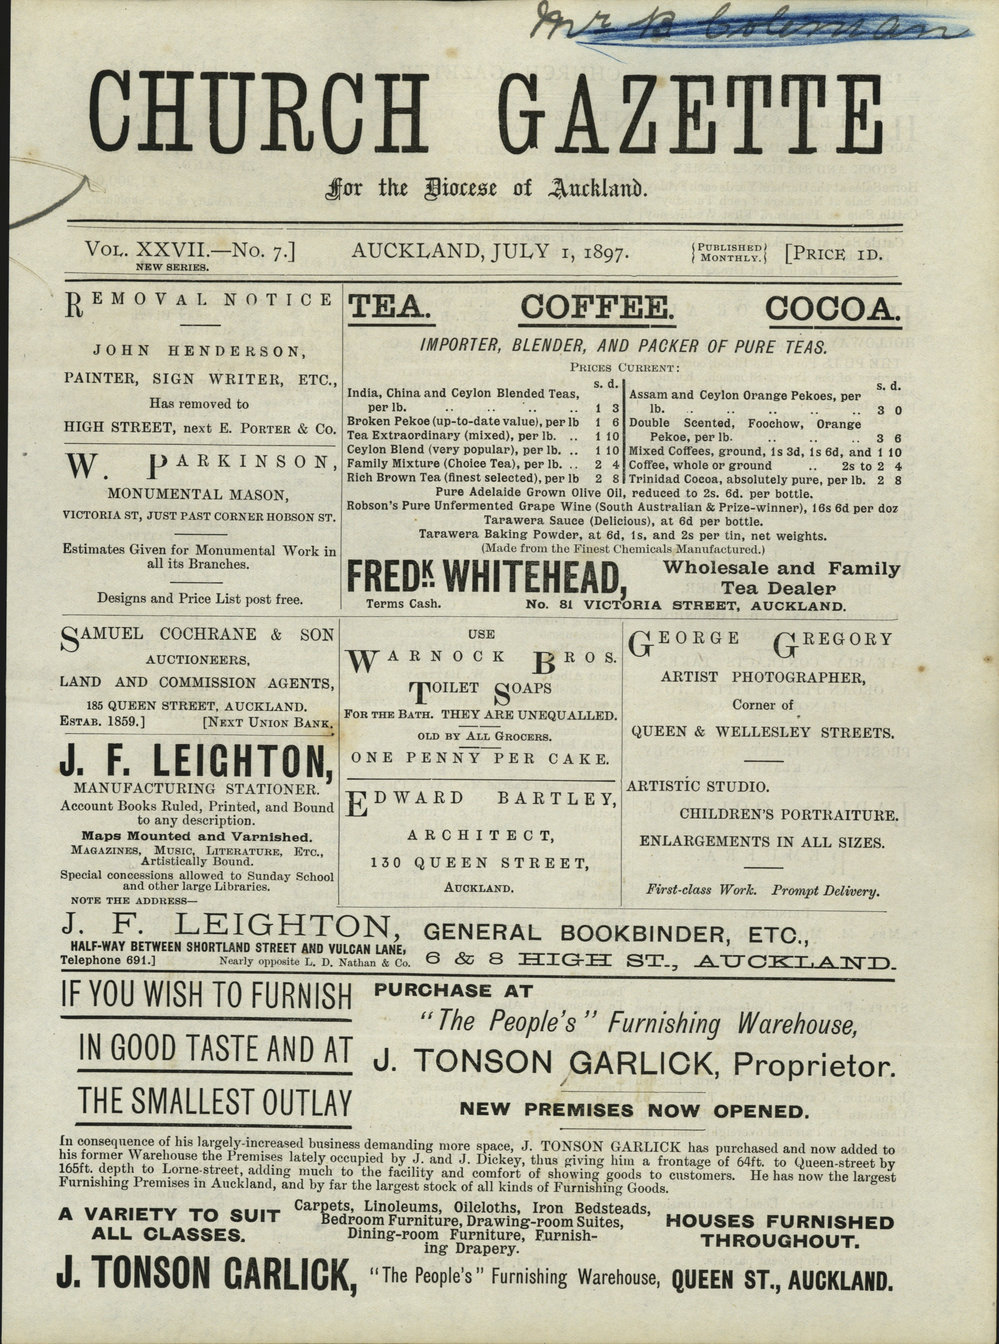 Mr B Coleman
CHURCH GAZETTE
For the Diocese of Auckland.
VOL. XXVII.—No. 7.]
NEW SERIES.
AUCKLAND, JULY 1, 1897.
{PUBLISHED MONTHLY.}
[PRICE 1D.
REMOVAL NOTICE
JOHN HENDERSON,
PAINTER, SIGN WRITER, ETC.,
Has removed to
HIGH STREET, next E. PORTER & Co.
W. PARKINSON,
MONUMENTAL MASON,
VICTORIA ST, JUST PAST CORNER HOBSON ST.
Estimates Given for Monumental Work in
all its Branches.
Designs and Price List post free.
TEA. COFFEE. COCOA.
IMPORTER, BLENDER, AND PACKER OF PURE TEAS.
PRICES CURRENT:
s. d.
India, China and Ceylon Blended Teas,
per lb. .. .. .. .. 1 3
Broken Pekoe (up-to-date value), per lb 1 6
Tea Extraordinary (mixed), per lb. .. 1 10
Ceylon Blend (very popular), per lb. .. 1 10
Family Mixture (Choice Tea), per lb. .. 2 4
Rich Brown Tea (finest selected), per lb 2 8
s. d.
Assam and Ceylon Orange Pekoes, per
lb. .. .. .. .. .. 3 0
Double Scented, Foochow, Orange
Pekoe, per lb. .. .. .. 3 6
Mixed Coffees, ground, 1s 3d, 1s 6d, and 1 10
Coffee, whole or ground .. 2s to 2 4
Trinidad Cocoa, absolutely pure, per lb. 2 8
Pure Adelaide Grown Olive Oil, reduced to 2s. 6d. per bottle.
Robson's Pure Unfermented Grape Wine (South Australian & Prize-winner), 16s 6d per doz
Tarawera Sauce (Delicious), at 6d per bottle.
Tarawera Baking Powder, at 6d, 1s, and 2s per tin, net weights.
(Made from the Finest Chemicals Manufactured.)
FREDK. WHITEHEAD,
Wholesale and Family
Tea Dealer
Terms Cash.
No. 81 VICTORIA STREET, AUCKLAND.
SAMUEL COCHRANE & SON
AUCTIONEERS,
LAND AND COMMISSION AGENTS,
185 QUEEN STREET, AUCKLAND.
ESTAB. 1859.] [NEXT UNION BANK.
J. F. LEIGHTON,
MANUFACTURING STATIONER.
Account Books Ruled, Printed, and Bound
to any description.
Maps Mounted and Varnished.
MAGAZINES, MUSIC, LITERATURE, ETC.,
Artistically Bound.
Special concessions allowed to Sunday School
and other large Libraries.
NOTE THE ADDRESS—
USE
WARNOCK BROS.
TOILET SOAPS
FOR THE BATH. THEY ARE UNEQUALLED.
OLD BY ALL GROCERS.
ONE PENNY PER CAKE.
EDWARD BARTLEY,
ARCHITECT,
130 QUEEN STREET,
AUCKLAND.
GEORGE GREGORY
ARTIST PHOTOGRAPHER,
Corner of
QUEEN & WELLESLEY STREETS.
ARTISTIC STUDIO.
CHILDREN'S PORTRAITURE.
ENLARGEMENTS IN ALL SIZES.
First-class Work. Prompt Delivery.
J. F. LEIGHTON,
HALF-WAY BETWEEN SHORTLAND STREET AND VULCAN LANE,
Telephone 691.] Nearly opposite L. D. Nathan & Co.
GENERAL BOOKBINDER, ETC.,
6 & 8 HIGH ST., AUCKLAND.
IF YOU WISH TO FURNISH
IN GOOD TASTE AND AT
THE SMALLEST OUTLAY
PURCHASE AT
"The People's" Furnishing Warehouse,
J. TONSON GARLICK, Proprietor.
NEW PREMISES NOW OPENED.
In consequence of his largely-increased business demanding more space, J. TONSON GARLICK has purchased and now added to
his former Warehouse the Premises lately occupied by J. and J. Dickey, thus giving him a frontage of 64ft. to Queen-street by
165ft. depth to Lorne-street, adding much to the facility and comfort of showing goods to customers. He has now the largest
Furnishing Premises in Auckland, and by far the largest stock of all kinds of Furnishing Goods.
A VARIETY TO SUIT
ALL CLASSES.
Carpets, Linoleums, Oilcloths, Iron Bedsteads,
Bedroom Furniture, Drawing-room Suites,
Dining-room Furniture, Furnish-
ing Drapery.
HOUSES FURNISHED
THROUGHOUT.
J. TONSON GARLICK, "The People's" Furnishing Warehouse, QUEEN ST., AUCKLAND.